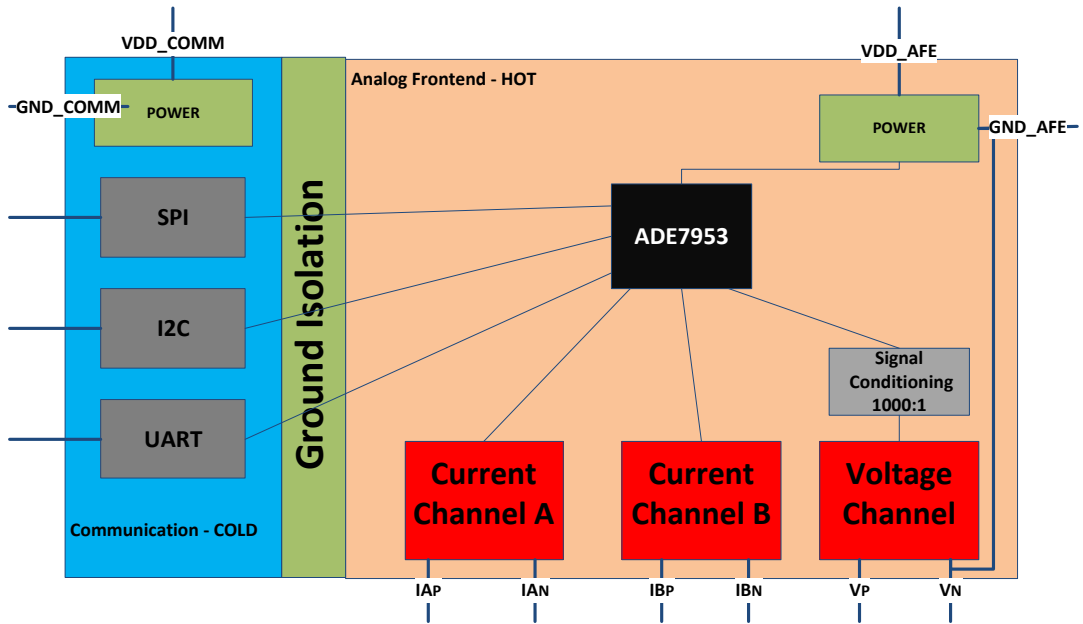 VDD_COMM
VDD_AFE
Analog Frontend - HOT
GND_COMM
POWER
POWER
GND_AFE
SPI
ADE7953
Ground Isolation
I2C
Signal
Conditioning
1000:1
UART
Current
Channel A
Current
Channel B
Voltage
Channel
Communication - COLD
IAP
IAN
IBP
IBN
VP
VN